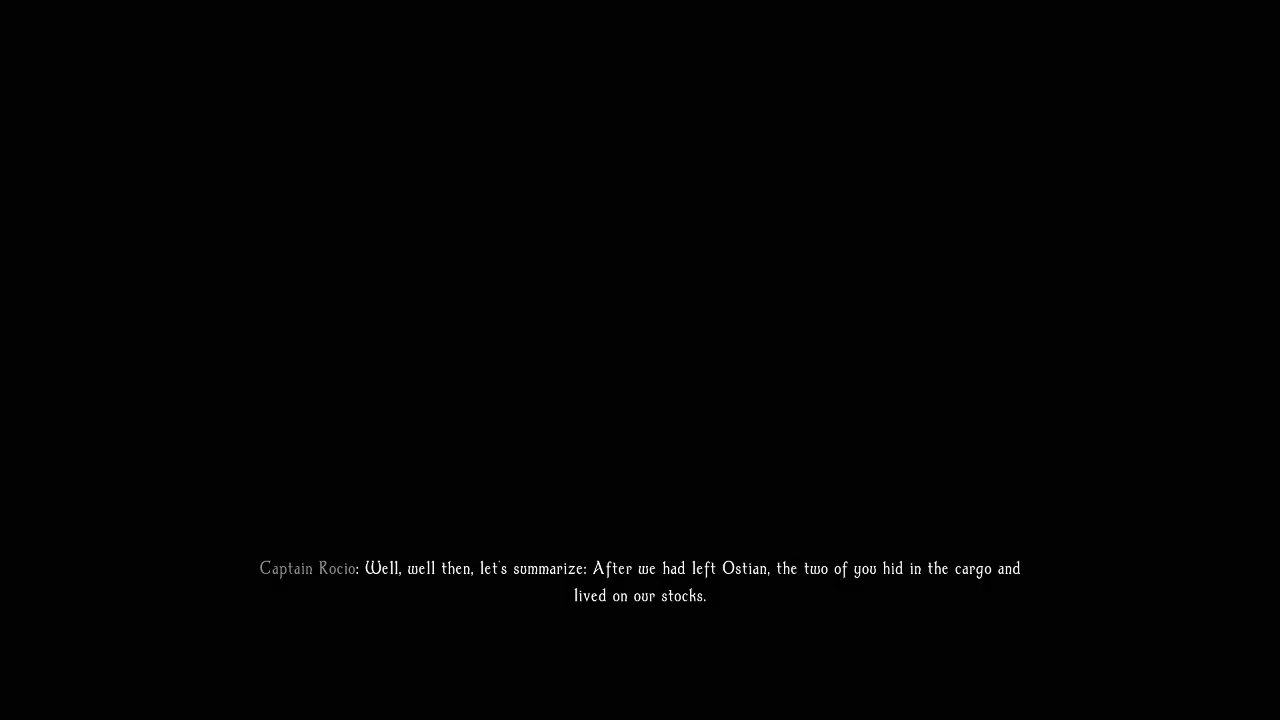 Captain Rocio: Well, well then, let's summarize: After we had left Ostian, the two of you hid in the cargo and
lived on our stocks.